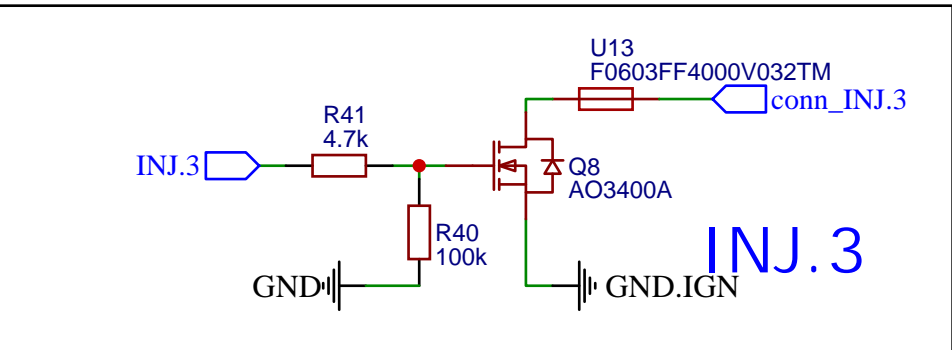 U13
F0603FF4000V032TM
conn_INJ.3
R41
4.7k
INJ.3
Q8
AO3400A
R40
100k
INJ.3
GND
GND.IGN